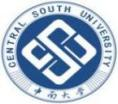 CENTRAL SOUTH UNIVERSITY
中南大学